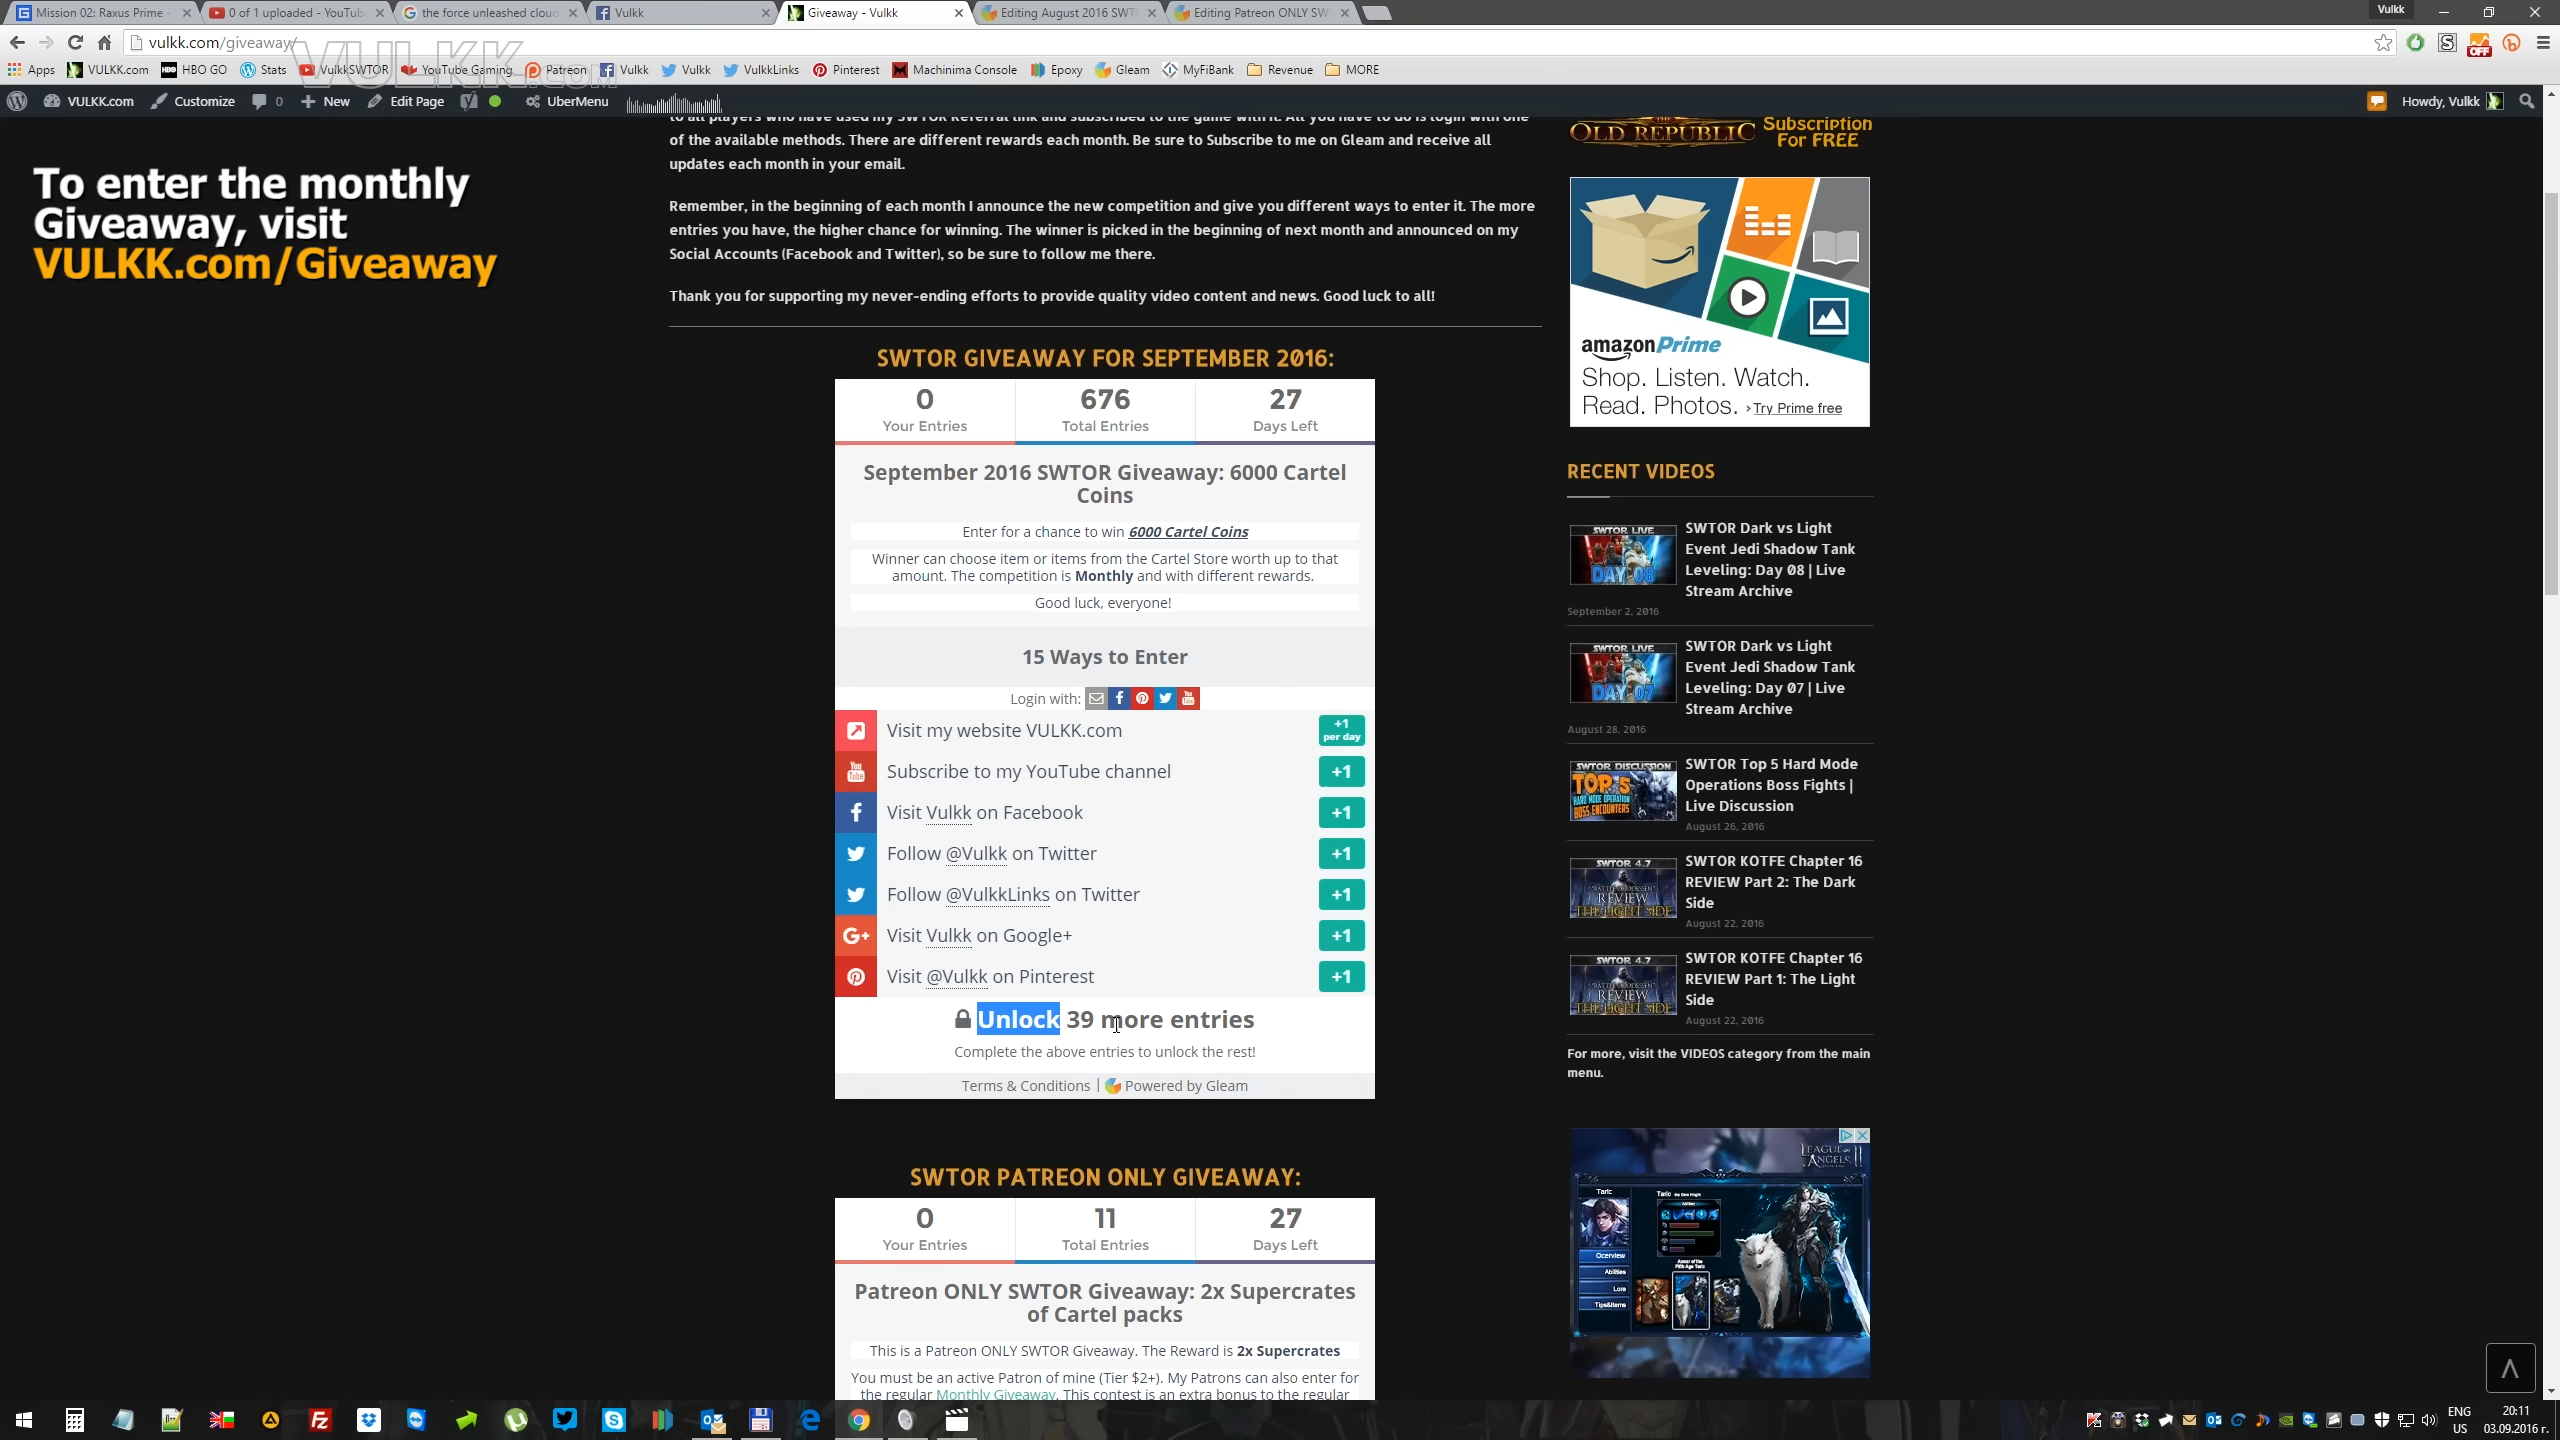 Mission 02: Raxus Prime -
0 of 1 uploaded - YouTube
the force unleashed cloud
Vulkk
Giveaway - Vulkk
Editing August 2016 SWT
Editing Patreon ONLY SW
Vulkk
vulkk.com/giveaway/
VULKK.COM
Apps VULKK.com HBO GO Stats VulkkSWTOR YouTube Gaming Patreon Vulkk Vulkk VulkkLinks Pinterest Machinima Console Epoxy Gleam MyFiBank Revenue MORE
OFF
VULKK.com Customize 0 New Edit Page UberMenu Howdy, Vulkk
To enter the monthly
Giveaway, visit
VULKK.com/Giveaway
to all players who have used my SWTOR Referral link and subscribed to the game with it. All you have to do is login with one
of the available methods. There are different rewards each month. Be sure to Subscribe to me on Gleam and receive all
updates each month in your email.
Remember, in the beginning of each month I announce the new competition and give you different ways to enter it. The more
entries you have, the higher chance for winning. The winner is picked in the beginning of next month and announced on my
Social Accounts (Facebook and Twitter), so be sure to follow me there.
Thank you for supporting my never-ending efforts to provide quality video content and news. Good luck to all!
SWTOR GIVEAWAY FOR SEPTEMBER 2016:
0 676 27
Your Entries Total Entries Days Left
September 2016 SWTOR Giveaway: 6000 Cartel
Coins
Enter for a chance to win 6000 Cartel Coins
Winner can choose item or items from the Cartel Store worth up to that
amount. The competition is Monthly and with different rewards.
Good luck, everyone!
15 Ways to Enter
Login with:
Visit my website VULKK.com +1
per day
Subscribe to my YouTube channel +1
Visit Vulkk on Facebook +1
Follow @Vulkk on Twitter +1
Follow @VulkkLinks on Twitter +1
Visit Vulkk on Google+ +1
Visit @Vulkk on Pinterest +1
Unlock 39 more entries
Complete the above entries to unlock the rest!
Terms & Conditions | Powered by Gleam
SWTOR PATREON ONLY GIVEAWAY:
0 11 27
Your Entries Total Entries Days Left
Patreon ONLY SWTOR Giveaway: 2x Supercrates
of Cartel packs
This is a Patreon ONLY SWTOR Giveaway. The Reward is 2x Supercrates
You must be an active Patron of mine (Tier $2+). My Patrons can also enter for
the regular Monthly Giveaway. This contest is an extra bonus to the regular
OLD REPUBLIC
Subscription
For FREE
amazonPrime
Shop. Listen. Watch.
Read. Photos. › Try Prime free
RECENT VIDEOS
SWTOR LIVE
DAY 08
SWTOR Dark vs Light
Event Jedi Shadow Tank
Leveling: Day 08 | Live
Stream Archive
September 2, 2016
SWTOR LIVE
DAY 07
SWTOR Dark vs Light
Event Jedi Shadow Tank
Leveling: Day 07 | Live
Stream Archive
August 28, 2016
SWTOR DISCUSSION
TOP 5
HARD MODE OPERATION
BOSS ENCOUNTERS
SWTOR Top 5 Hard Mode
Operations Boss Fights |
Live Discussion
August 26, 2016
SWTOR 4.7
REVIEW
THE LIGHT SIDE
SWTOR KOTFE Chapter 16
REVIEW Part 2: The Dark
Side
August 22, 2016
SWTOR 4.7
REVIEW
THE LIGHT SIDE
SWTOR KOTFE Chapter 16
REVIEW Part 1: The Light
Side
August 22, 2016
For more, visit the VIDEOS category from the main
menu.
LEAGUE OF
ANGELS II
Taric
Abilities
Lore
ENG
US
20:11
03.09.2016 г.